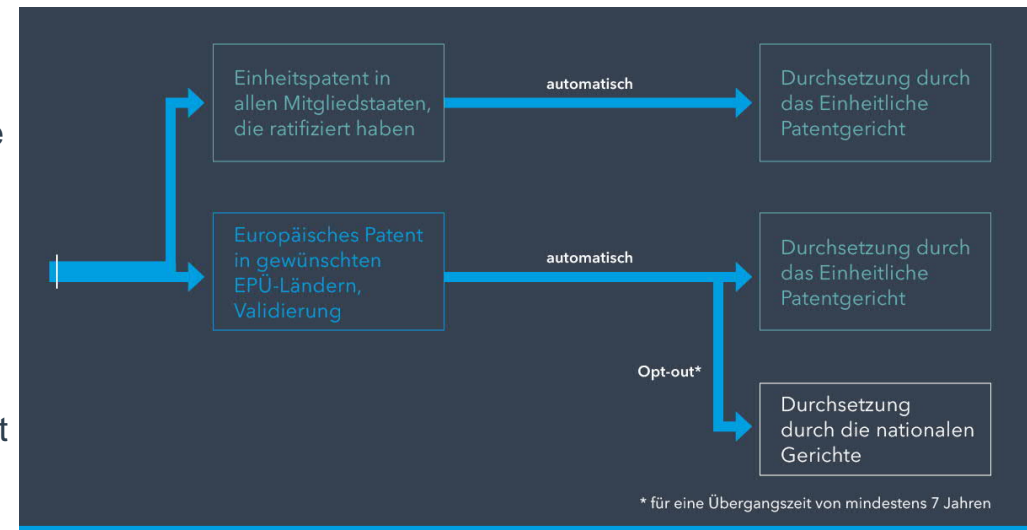 Einheitspatent in
allen Mitgliedstaaten,
die ratifiziert haben
automatisch
Durchsetzung durch
das Einheitliche
Patentgericht
Europäisches Patent
in gewünschten
EPÜ-Ländern,
Validierung
automatisch
Durchsetzung durch
das Einheitliche
Patentgericht
Opt-out*
Durchsetzung
durch die nationalen
Gerichte
* für eine Übergangszeit von mindestens 7 Jahren